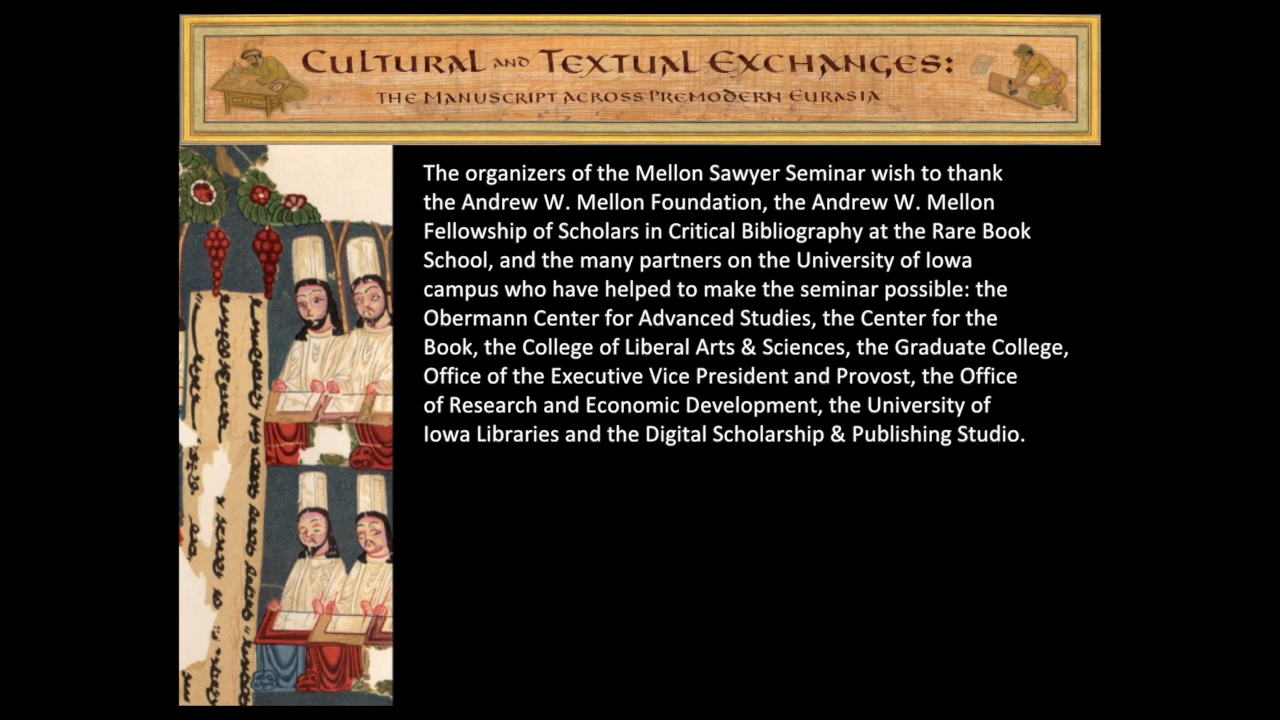 CULTURAL AND TEXTUAL EXCHANGES:
THE MANUSCRIPT ACROSS PREMODERN EURASIA
The organizers of the Mellon Sawyer Seminar wish to thank
the Andrew W. Mellon Foundation, the Andrew W. Mellon
Fellowship of Scholars in Critical Bibliography at the Rare Book
School, and the many partners on the University of Iowa
campus who have helped to make the seminar possible: the
Obermann Center for Advanced Studies, the Center for the
Book, the College of Liberal Arts & Sciences, the Graduate College,
Office of the Executive Vice President and Provost, the Office
of Research and Economic Development, the University of
Iowa Libraries and the Digital Scholarship & Publishing Studio.